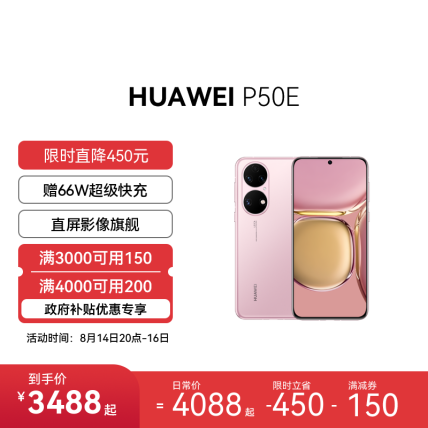 HUAWEI P50E
限时直降450元
赠66W超级快充
直屏影像旗舰
满3000可用150
满4000可用200
政府补贴优惠专享
活动时间：8月14日20点-16日
到手价 日常价 限时立省 满减券
¥3488起 = 4088起 -450 - 150
HUAWEI